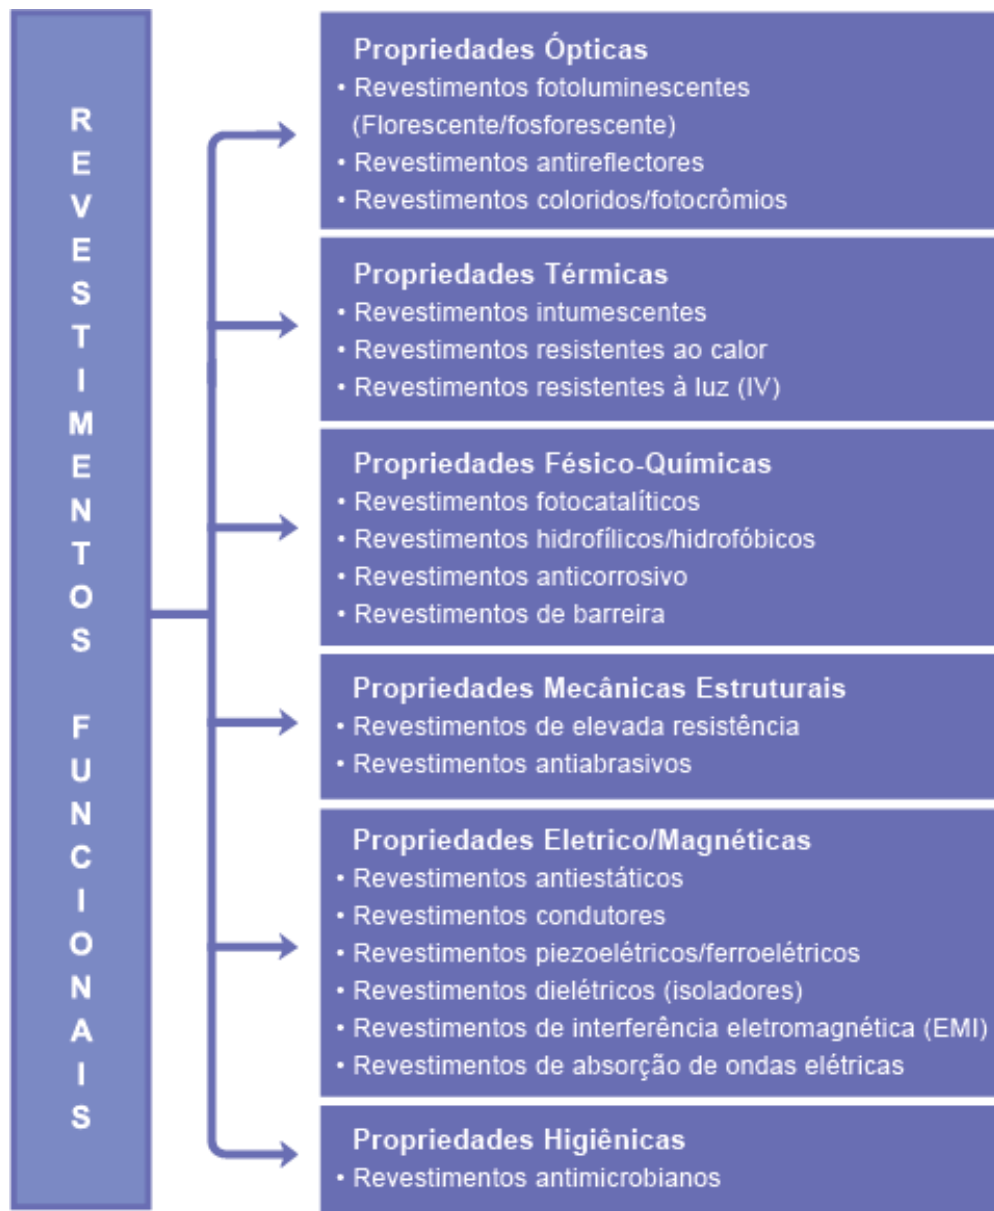 REVESTIMENTOS FUNCIONAIS
Propriedades Ópticas
• Revestimentos fotoluminescentes
(Florescente/fosforescente)
• Revestimentos antireflectores
• Revestimentos coloridos/fotocrômios
Propriedades Térmicas
• Revestimentos intumescentes
• Revestimentos resistentes ao calor
• Revestimentos resistentes à luz (IV)
Propriedades Fésico-Químicas
• Revestimentos fotocatalíticos
• Revestimentos hidrofílicos/hidrofóbicos
• Revestimentos anticorrosivo
• Revestimentos de barreira
Propriedades Mecânicas Estruturais
• Revestimentos de elevada resistência
• Revestimentos antiabrasivos
Propriedades Eletrico/Magnéticas
• Revestimentos antiestáticos
• Revestimentos condutores
• Revestimentos piezoelétricos/ferroelétricos
• Revestimentos dielétricos (isoladores)
• Revestimentos de interferência eletromagnética (EMI)
• Revestimentos de absorção de ondas elétricas
Propriedades Higiênicas
• Revestimentos antimicrobianos